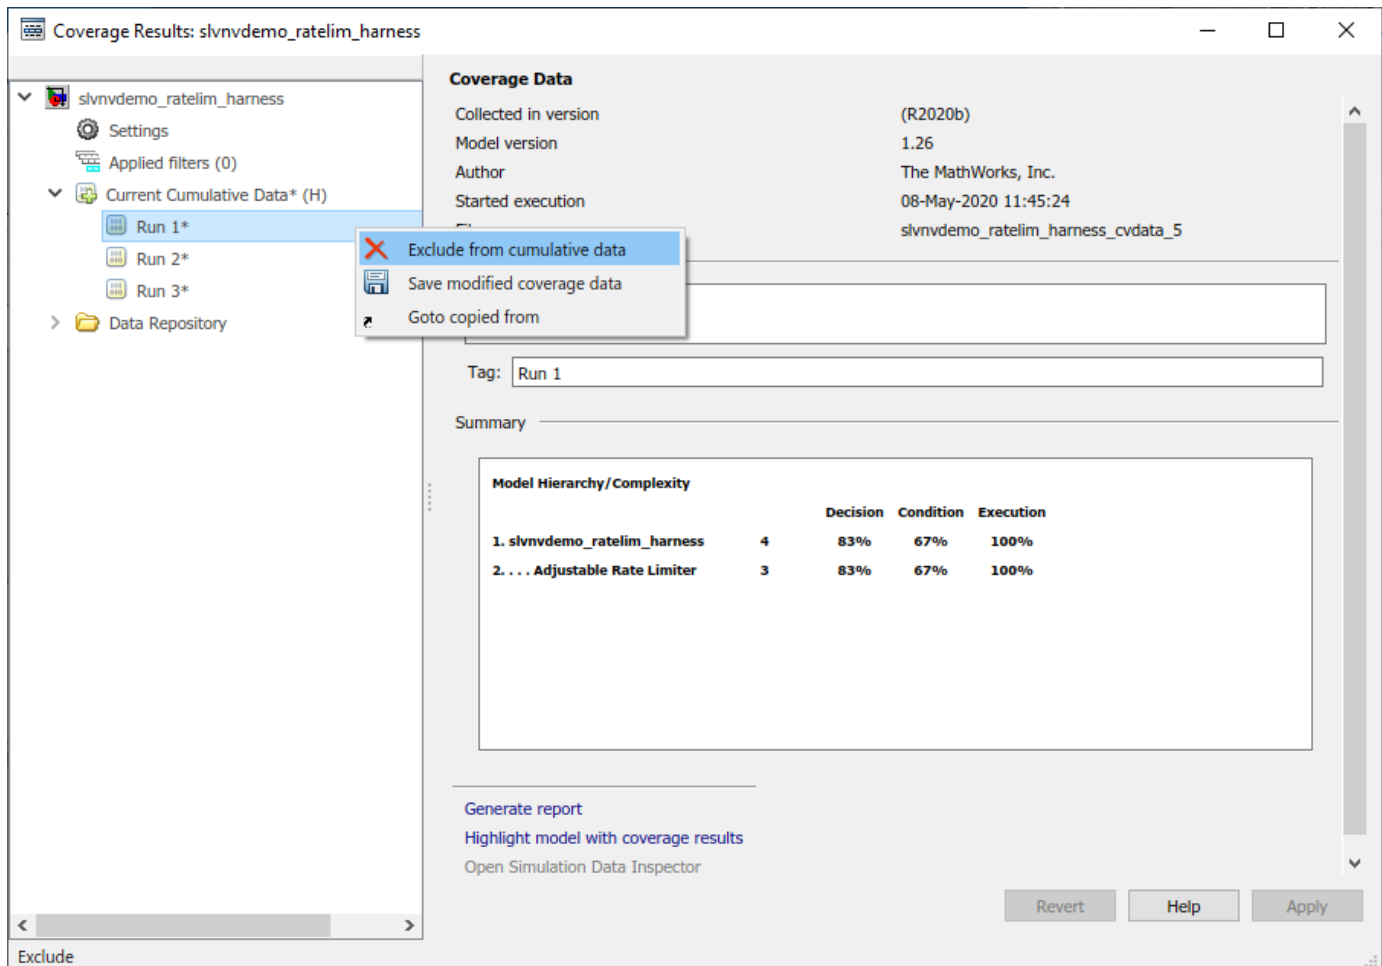 Coverage Results: slvnvdemo_ratelim_harness
slvnvdemo_ratelim_harness
Settings
Applied filters (0)
Current Cumulative Data* (H)
Run 1*
Run 2*
Run 3*
Data Repository
Exclude from cumulative data
Save modified coverage data
Goto copied from
Coverage Data
Collected in version (R2020b)
Model version 1.26
Author The MathWorks, Inc.
Started execution 08-May-2020 11:45:24
slvnvdemo_ratelim_harness_cvdata_5
Tag: Run 1
Summary
Model Hierarchy/Complexity
Decision Condition Execution
1. slvnvdemo_ratelim_harness 4 83% 67% 100%
2. . . . Adjustable Rate Limiter 3 83% 67% 100%
Generate report
Highlight model with coverage results
Open Simulation Data Inspector
Revert Help Apply
Exclude